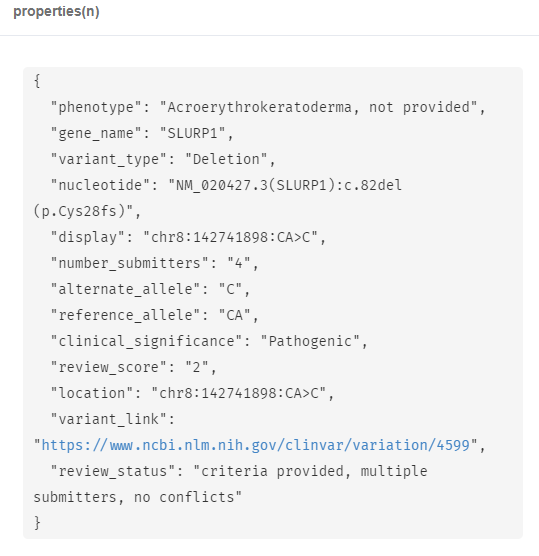 properties(n)
{
"phenotype": "Acroerythrokeratoderma, not provided",
"gene_name": "SLURP1",
"variant_type": "Deletion",
"nucleotide": "NM_020427.3(SLURP1):c.82del
(p.Cys28fs)",
"display": "chr8:142741898:CA>C",
"number_submitters": "4",
"alternate_allele": "C",
"reference_allele": "CA",
"clinical_significance": "Pathogenic",
"review_score": "2",
"location": "chr8:142741898:CA>C",
"variant_link":
"https://www.ncbi.nlm.nih.gov/clinvar/variation/4599",
"review_status": "criteria provided, multiple
submitters, no conflicts"
}